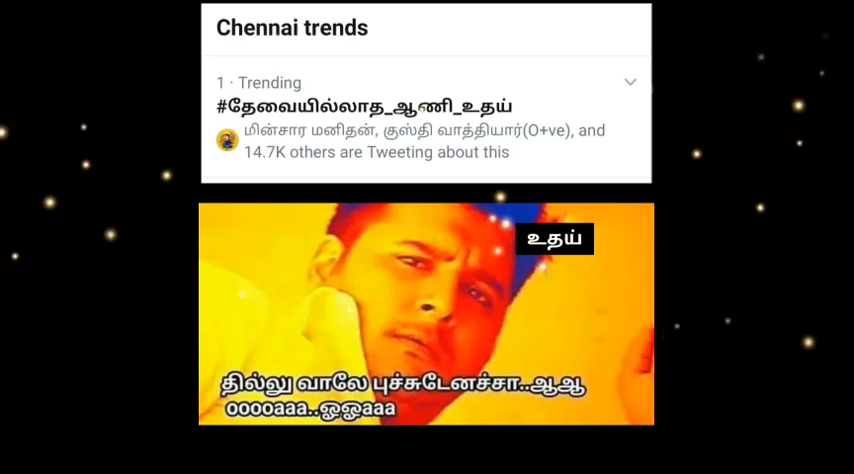 Chennai trends
1 · Trending
#தேவையில்லாத_ஆணி_உதய்
மின்சார மனிதன், குஸ்தி வாத்தியார்(O+ve), and
14.7K others are Tweeting about this
உதய்
தில்லு வாலே புச்சுடேனச்சா..ஆஆ
ooooaaa..ஓஓaaa